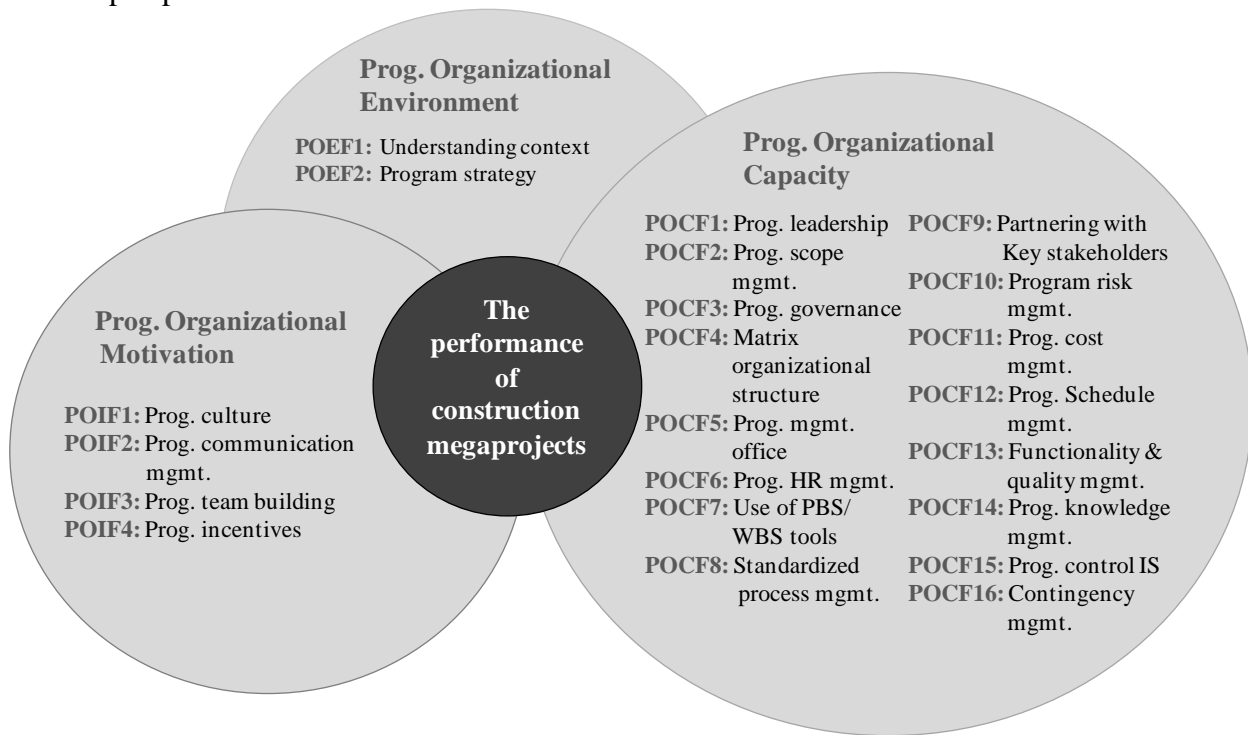 Prog. Organizational
Environment
POEF1: Understanding context
POEF2: Program strategy
Prog. Organizational
Motivation
POIF1: Prog. culture
POIF2: Prog. communication
mgmt.
POIF3: Prog. team building
POIF4: Prog. incentives
The
performance
of
construction
megaprojects
Prog. Organizational
Capacity
POCF1: Prog. leadership
POCF2: Prog. scope
mgmt.
POCF3: Prog. governance
POCF4: Matrix
organizational
structure
POCF5: Prog. mgmt.
office
POCF6: Prog. HR mgmt.
POCF7: Use of PBS/
WBS tools
POCF8: Standardized
process mgmt.
POCF9: Partnering with
Key stakeholders
POCF10: Program risk
mgmt.
POCF11: Prog. cost
mgmt.
POCF12: Prog. Schedule
mgmt.
POCF13: Functionality &
quality mgmt.
POCF14: Prog. knowledge
mgmt.
POCF15: Prog. control IS
POCF16: Contingency
mgmt.